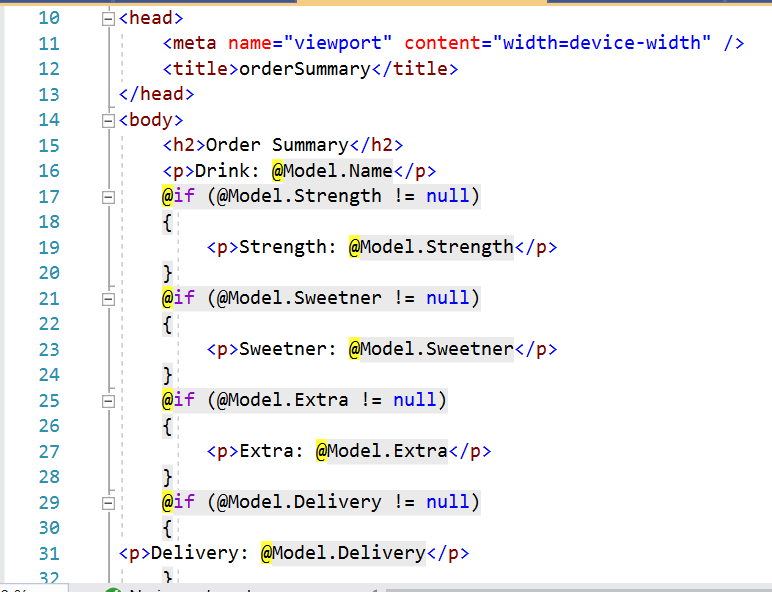 10 <head>
11 <meta name="viewport" content="width=device-width" />
12 <title>orderSummary</title>
13 </head>
14 <body>
15 <h2>Order Summary</h2>
16 <p>Drink: @Model.Name</p>
17 @if (@Model.Strength != null)
18 {
19 <p>Strength: @Model.Strength</p>
20 }
21 @if (@Model.Sweetner != null)
22 {
23 <p>Sweetner: @Model.Sweetner</p>
24 }
25 @if (@Model.Extra != null)
26 {
27 <p>Extra: @Model.Extra</p>
28 }
29 @if (@Model.Delivery != null)
30 {
31 <p>Delivery: @Model.Delivery</p>
32 }